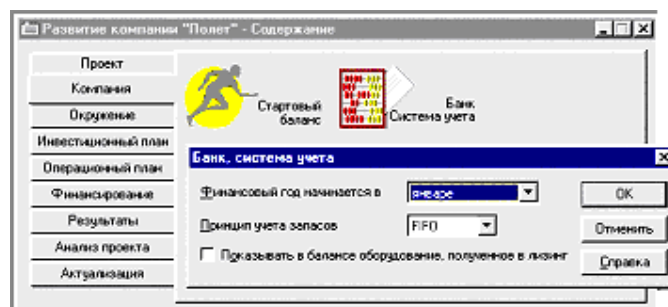 Развитие компании "Полет" - Содержание
Проект
Компания
Окружение
Инвестиционный план
Операционный план
Финансирование
Результаты
Анализ проекта
Актуализация
Стартовый
баланс
Банк
Система учета
Банк, система учета
Финансовый год начинается в
январе
Принцип учета запасов
FIFO
Показывать в балансе оборудование, полученное в лизинг
OK
Отменить
Справка